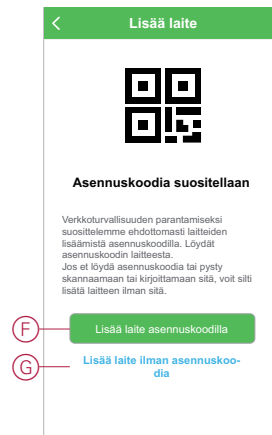 Lisää laite
Asennuskoodia suositellaan
Verkkoturvallisuuden parantamiseksi
suosittelemme ehdottomasti laitteiden
lisäämistä asennuskoodilla. Löydät
asennuskoodin laitteesta.
Jos et löydä asennuskoodia tai pysty
skannaamaan tai kirjoittamaan sitä, voit silti
lisätä laitteen ilman sitä.
F
Lisää laite asennuskoodilla
G
Lisää laite ilman asennuskoo-
dia